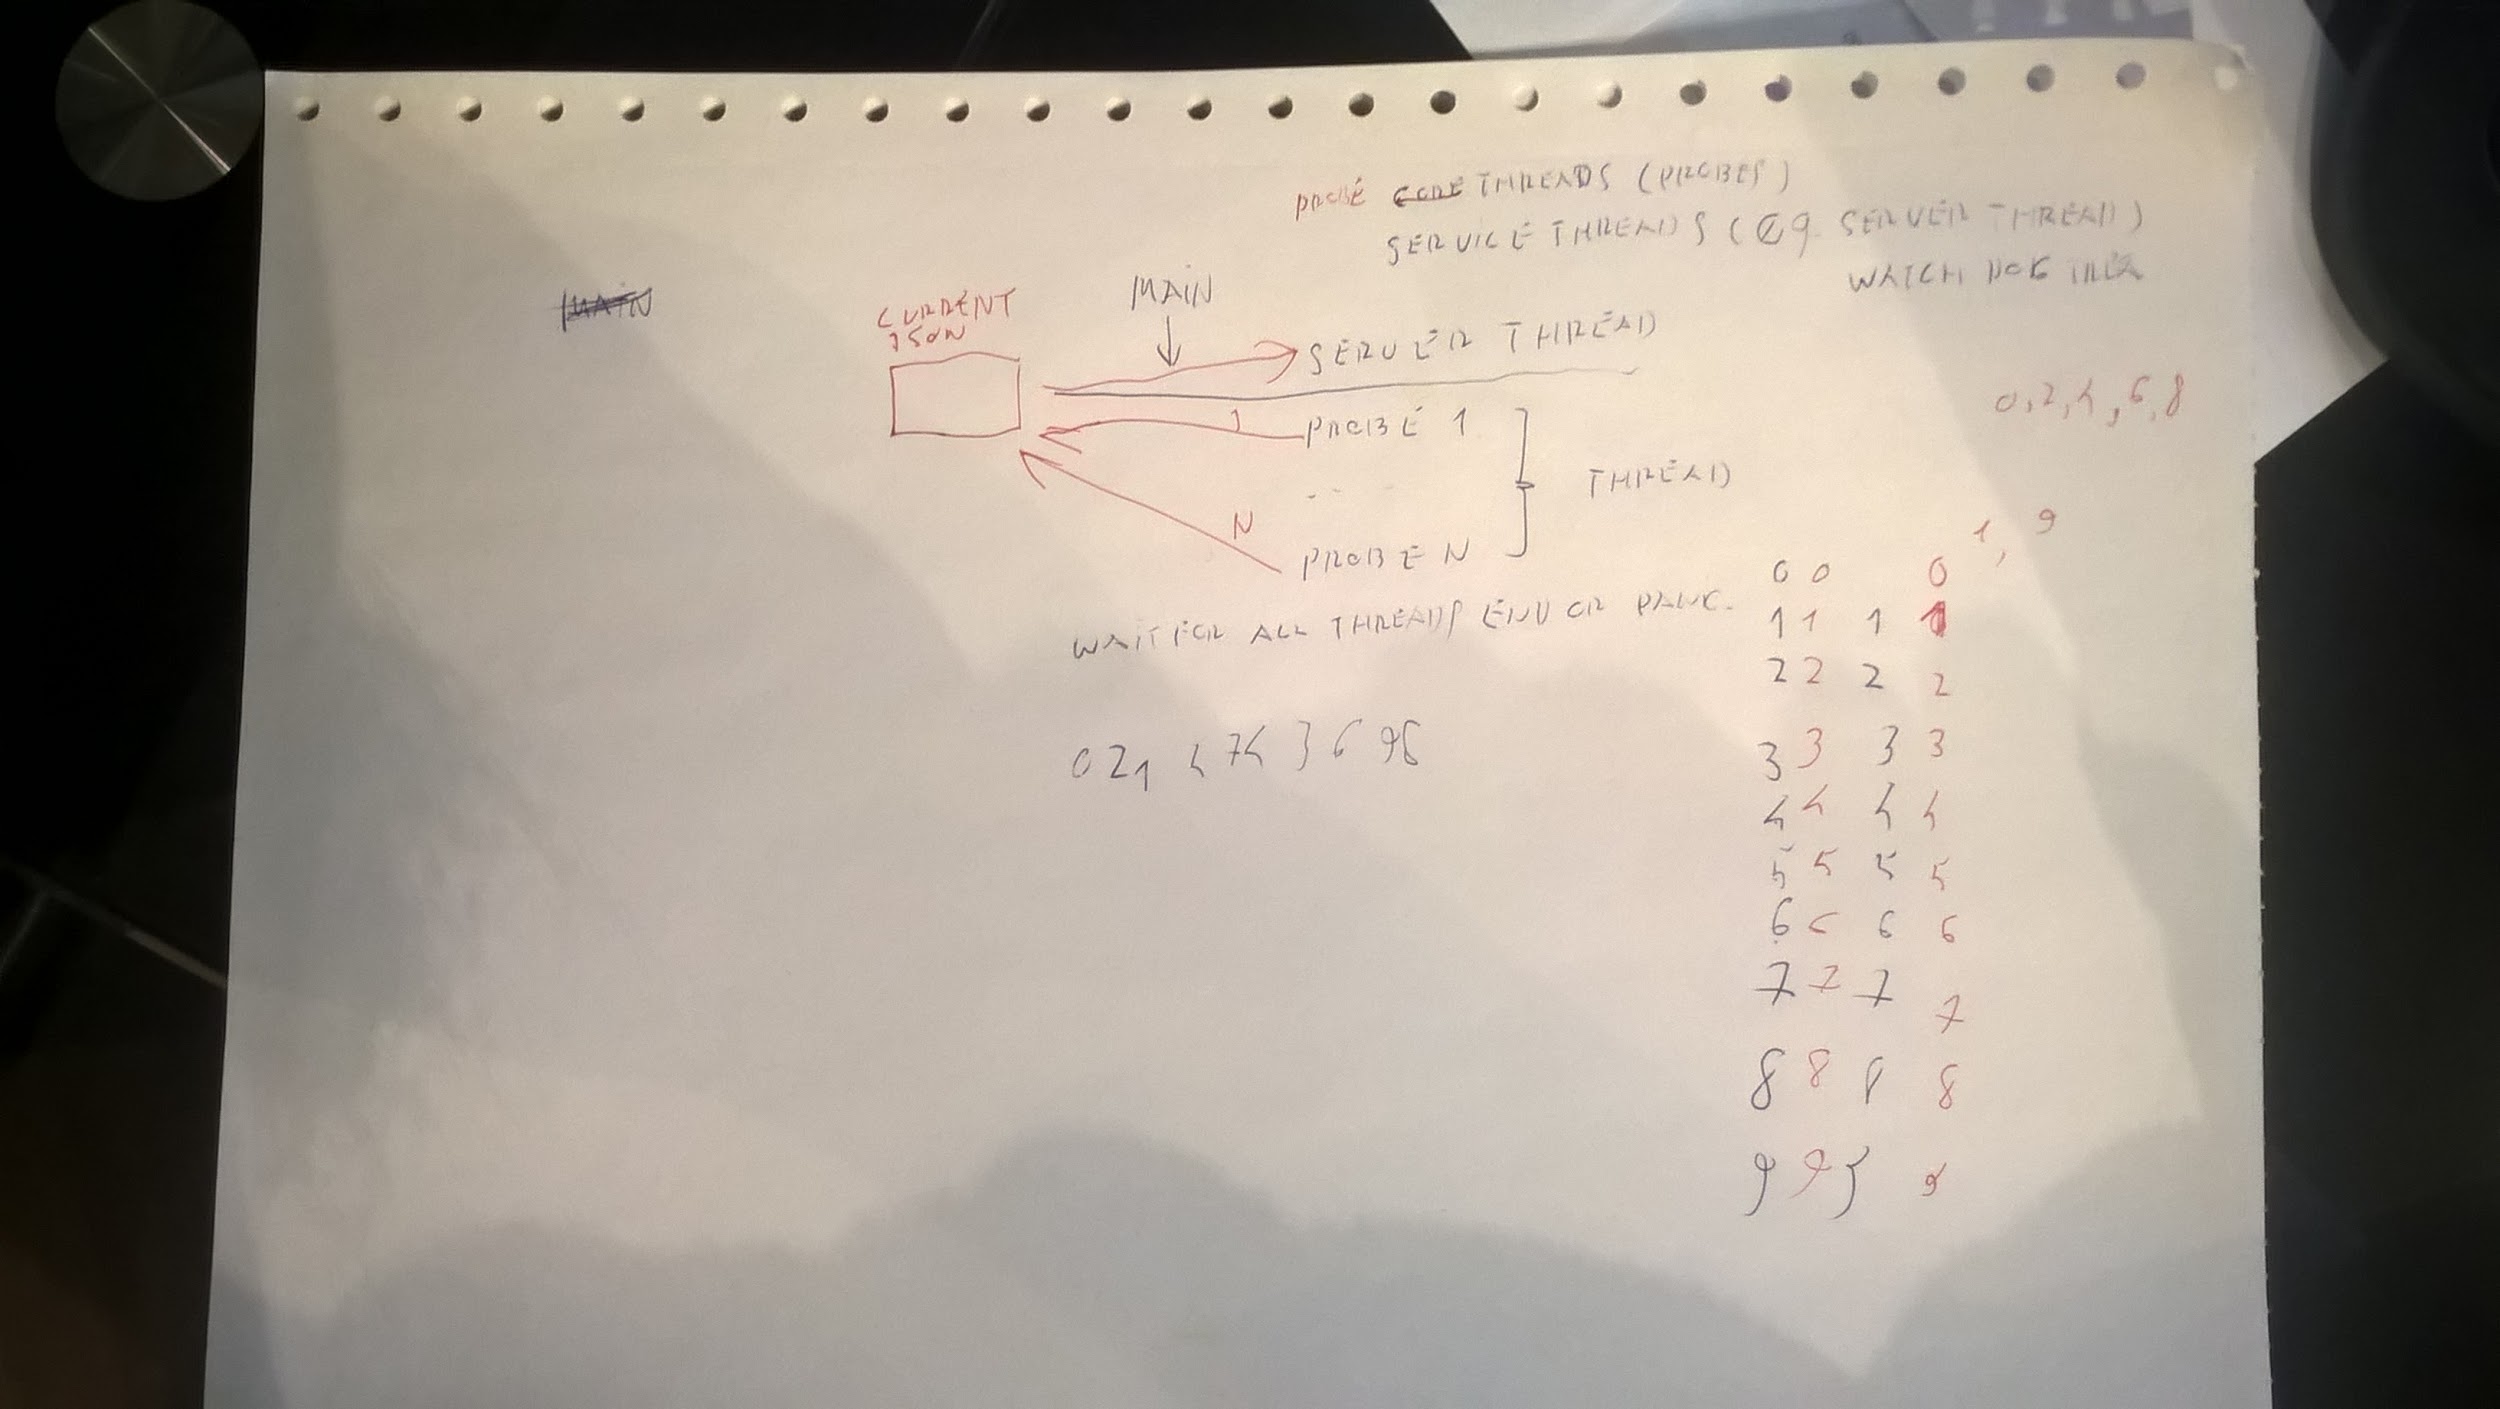 PROBE CORE THREADS (PROBES)
SERVICE THREADS (eg. SERVER THREAD)
WATCH DOG
MAIN
CURRENT
JSON
MAIN
SERVER THREAD
1 PROBE 1
...
THREAD
N
PROBE N
WAIT FOR ALL THREADS END OR PANIC.
0, 2, 4, 6, 8
1, 9
0 0 0
1 1 1 1
2 2 2 2
3 3 3 3
4 4 4 4
5 5 5 5
6 6 6 6
7 7 7 7
8 8 8 8
9 9 9 9
0 2 1 4 7 4 3 6 9